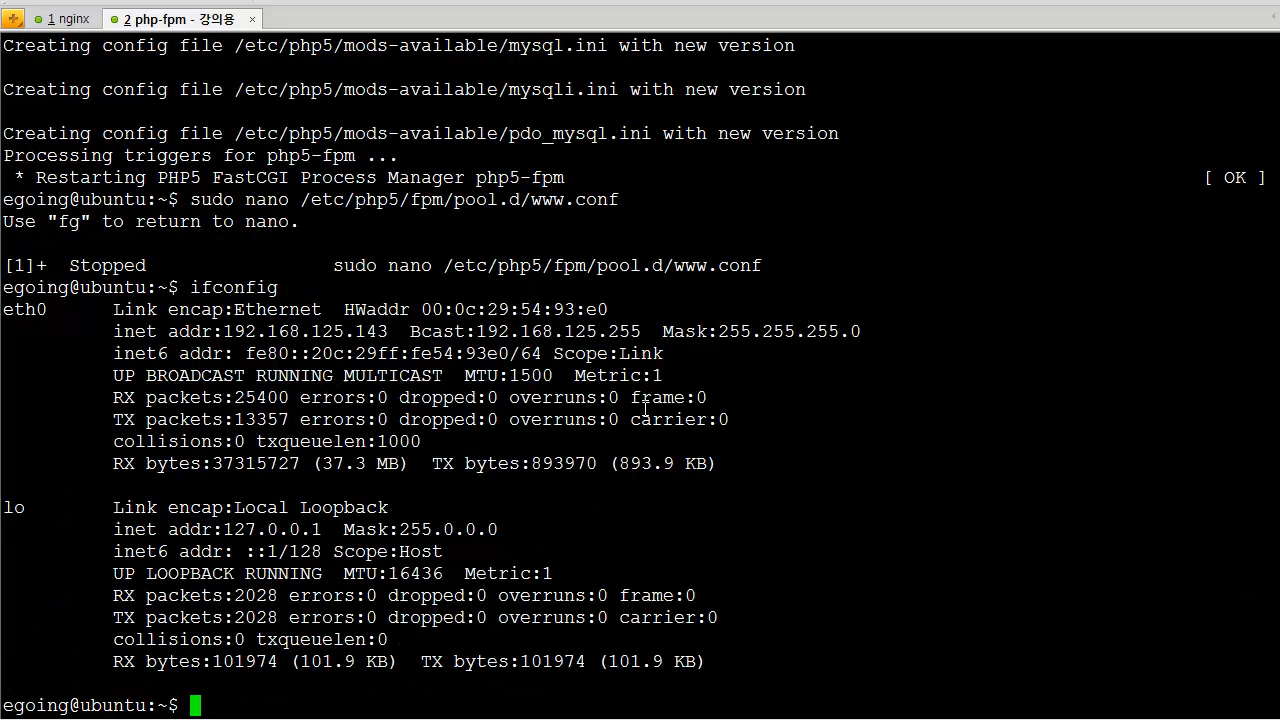 1 nginx
2 php-fpm - 강의용 ×
Creating config file /etc/php5/mods-available/mysql.ini with new version
Creating config file /etc/php5/mods-available/mysqli.ini with new version
Creating config file /etc/php5/mods-available/pdo_mysql.ini with new version
Processing triggers for php5-fpm ...
* Restarting PHP5 FastCGI Process Manager php5-fpm [ OK ]
egoing@ubuntu:~$ sudo nano /etc/php5/fpm/pool.d/www.conf
Use "fg" to return to nano.
[1]+  Stopped                 sudo nano /etc/php5/fpm/pool.d/www.conf
egoing@ubuntu:~$ ifconfig
eth0      Link encap:Ethernet  HWaddr 00:0c:29:54:93:e0
inet addr:192.168.125.143  Bcast:192.168.125.255  Mask:255.255.255.0
inet6 addr: fe80::20c:29ff:fe54:93e0/64 Scope:Link
UP BROADCAST RUNNING MULTICAST  MTU:1500  Metric:1
RX packets:25400 errors:0 dropped:0 overruns:0 frame:0
TX packets:13357 errors:0 dropped:0 overruns:0 carrier:0
collisions:0 txqueuelen:1000
RX bytes:37315727 (37.3 MB)  TX bytes:893970 (893.9 KB)
lo        Link encap:Local Loopback
inet addr:127.0.0.1  Mask:255.0.0.0
inet6 addr: ::1/128 Scope:Host
UP LOOPBACK RUNNING  MTU:16436  Metric:1
RX packets:2028 errors:0 dropped:0 overruns:0 frame:0
TX packets:2028 errors:0 dropped:0 overruns:0 carrier:0
collisions:0 txqueuelen:0
RX bytes:101974 (101.9 KB)  TX bytes:101974 (101.9 KB)
egoing@ubuntu:~$